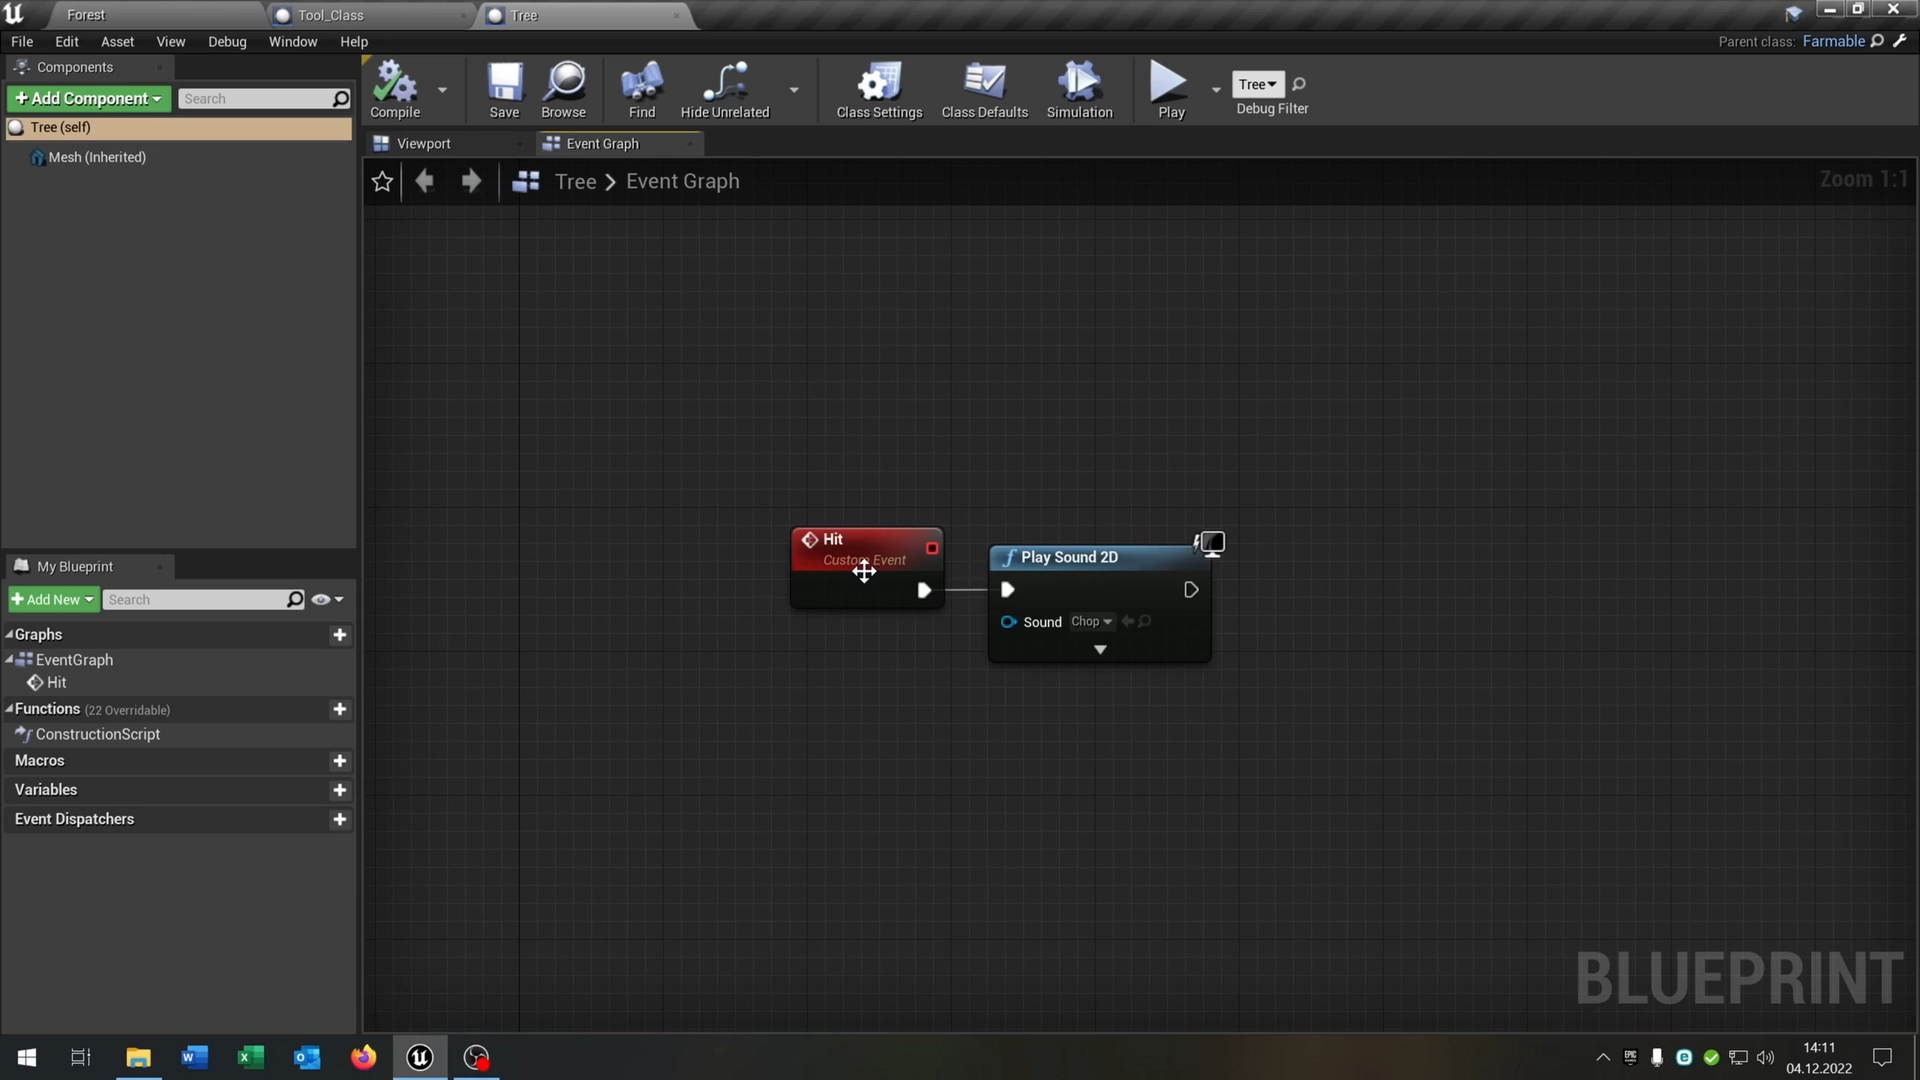 Forest
Tool_Class
Tree
File Edit Asset View Debug Window Help
Parent class: Farmable
Components
+ Add Component
Search
Tree (self)
Mesh (Inherited)
Compile
Save
Browse
Find
Hide Unrelated
Class Settings
Class Defaults
Simulation
Play
Tree
Debug Filter
Viewport
Event Graph
Tree > Event Graph
Zoom 1:1
Hit
Custom Event
Play Sound 2D
Sound Chop
My Blueprint
+ Add New
Search
Graphs
EventGraph
Hit
Functions (22 Overridable)
ConstructionScript
Macros
Variables
Event Dispatchers
BLUEPRINT
14:11
04.12.2022